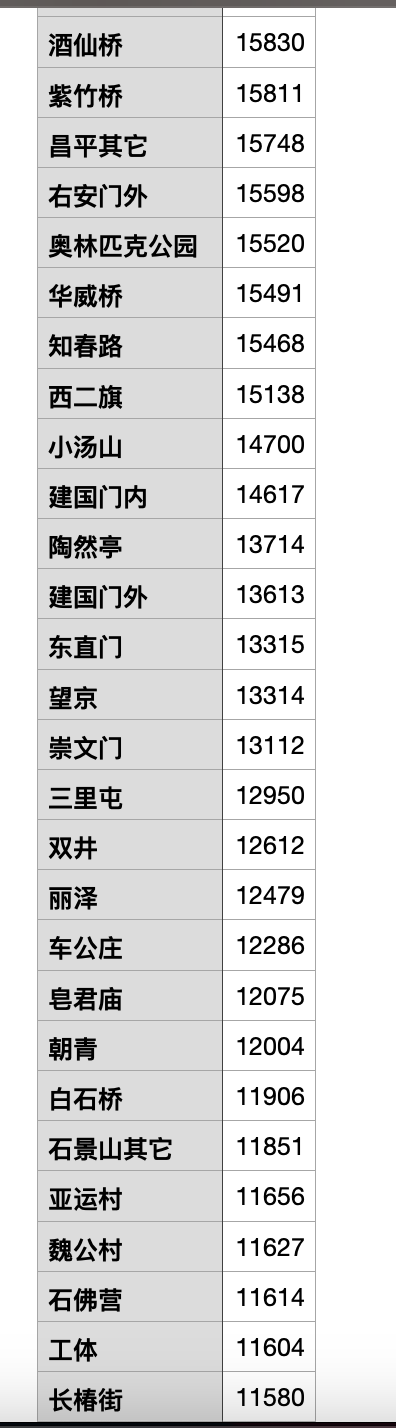 酒仙桥 15830
紫竹桥 15811
昌平其它 15748
右安门外 15598
奥林匹克公园 15520
华威桥 15491
知春路 15468
西二旗 15138
小汤山 14700
建国门内 14617
陶然亭 13714
建国门外 13613
东直门 13315
望京 13314
崇文门 13112
三里屯 12950
双井 12612
丽泽 12479
车公庄 12286
皂君庙 12075
朝青 12004
白石桥 11906
石景山其它 11851
亚运村 11656
魏公村 11627
石佛营 11614
工体 11604
长椿街 11580